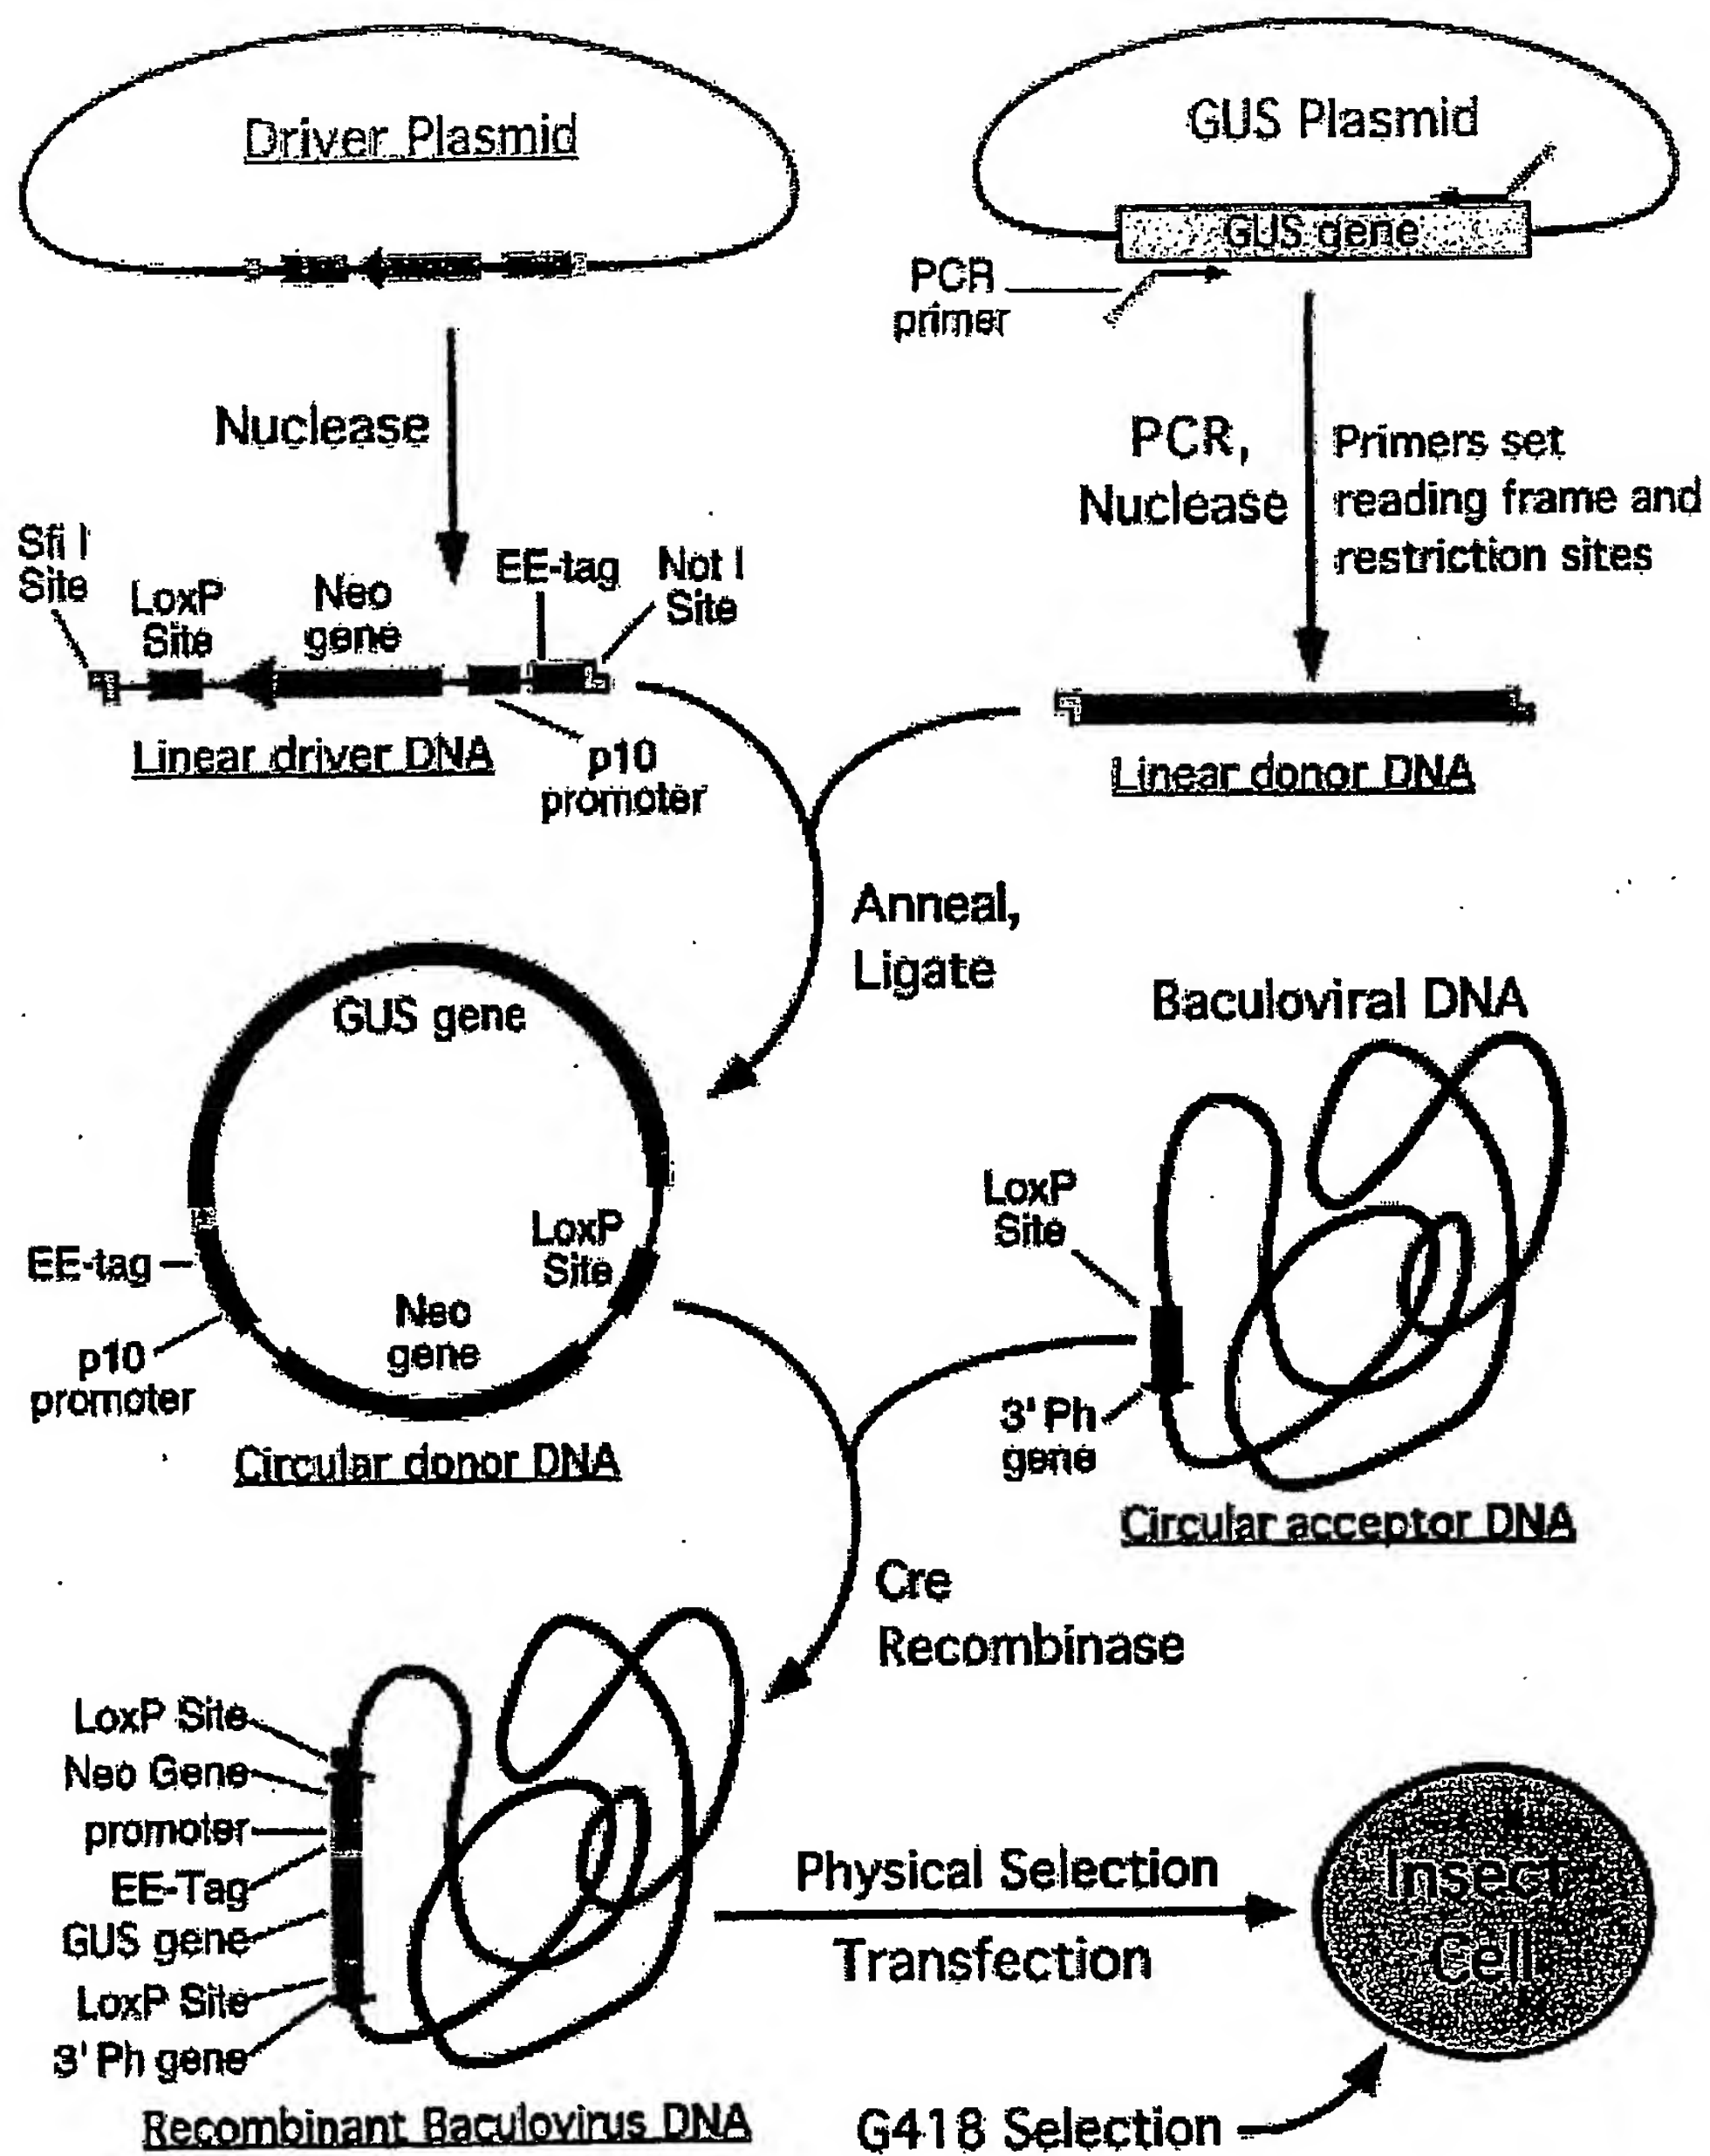 Driver Plasmid
GUS Plasmid
GUS gene
PCR
primer
Nuclease
PCR,
Nuclease
Primers set
reading frame and
restriction sites
Sfi I
Site
LoxP
Site
Neo
gene
EE-tag
Not I
Site
Linear driver DNA
p10
promoter
Linear donor DNA
Anneal,
Ligate
GUS gene
Baculoviral DNA
LoxP
Site
EE-tag
LoxP
Site
Neo
gene
p10
promoter
3' Ph
gene
Circular donor DNA
Circular acceptor DNA
Cre
Recombinase
LoxP Site
Neo Gene
promoter
EE-Tag
GUS gene
LoxP Site
3' Ph gene
Physical Selection
Transfection
Insect
Cell
Recombinant Baculovirus DNA
G418 Selection